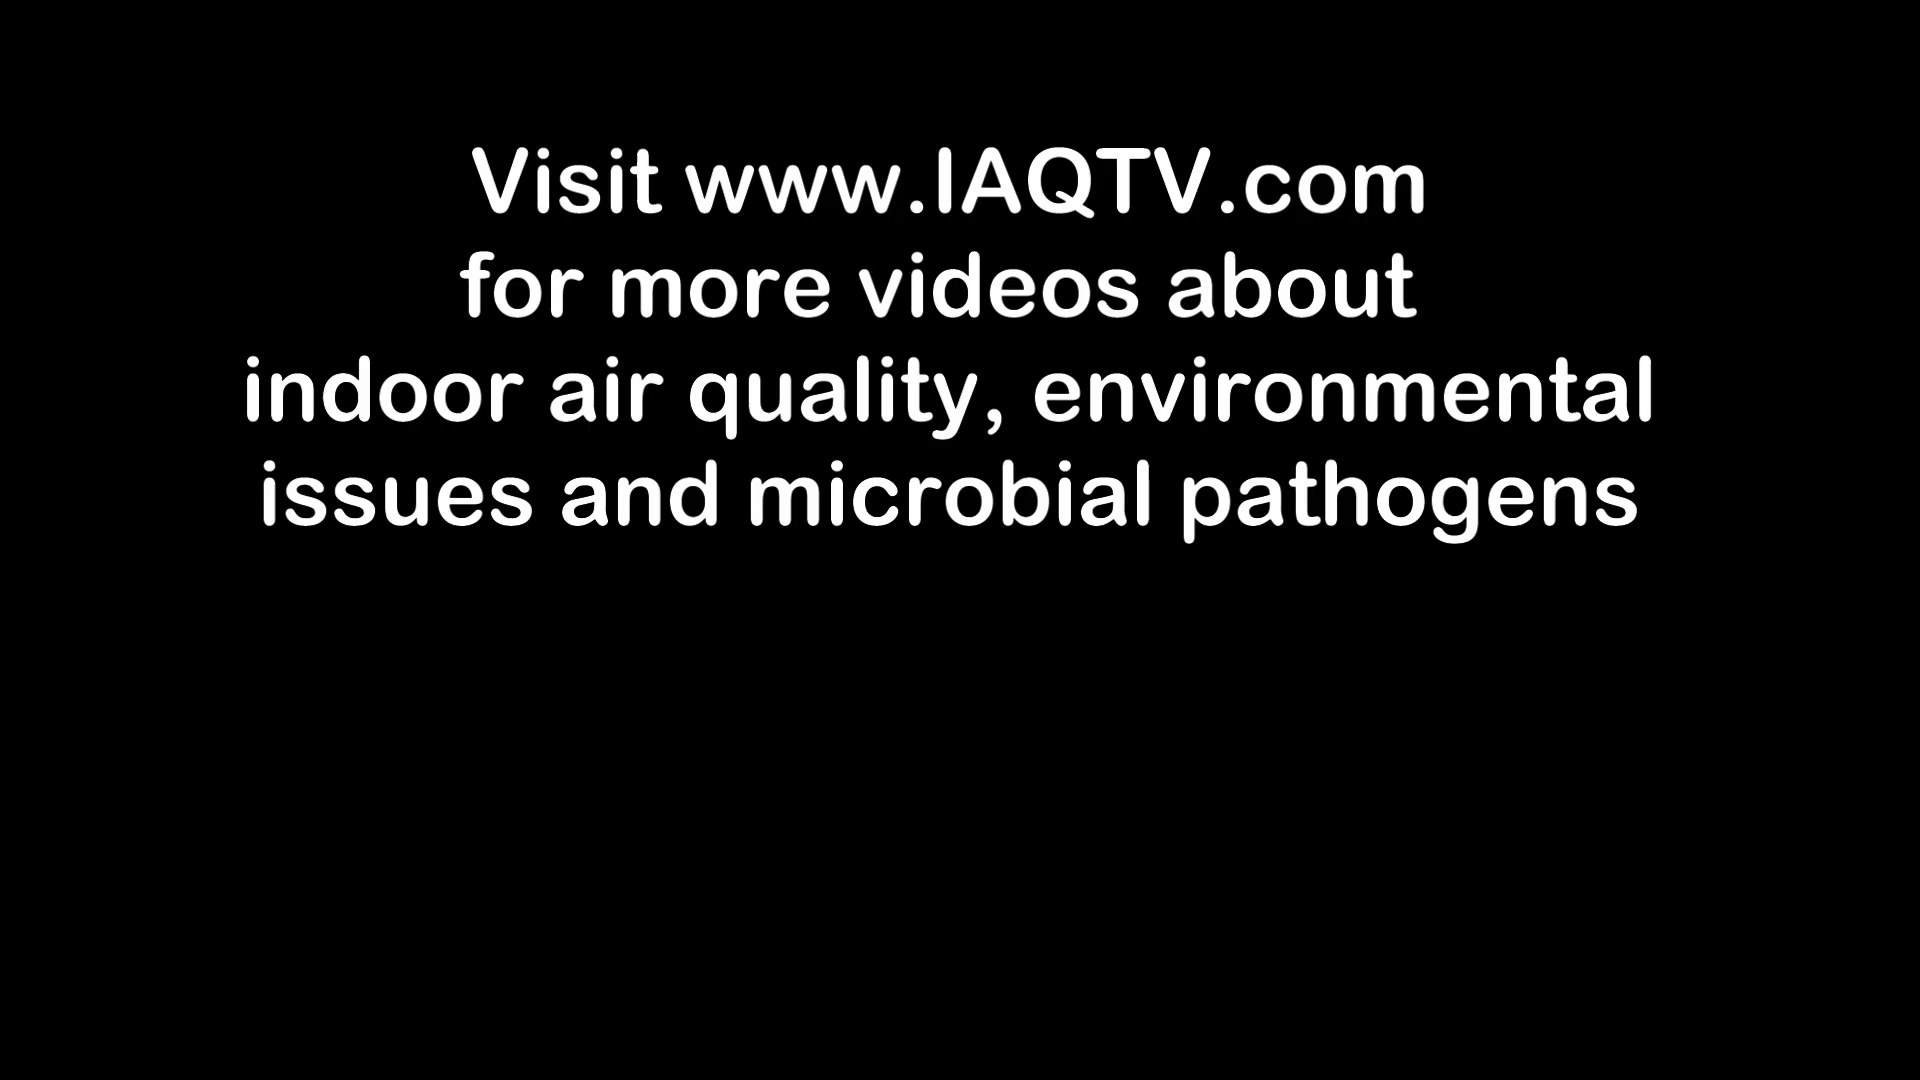 Visit www.IAQTV.com
for more videos about
indoor air quality, environmental
issues and microbial pathogens